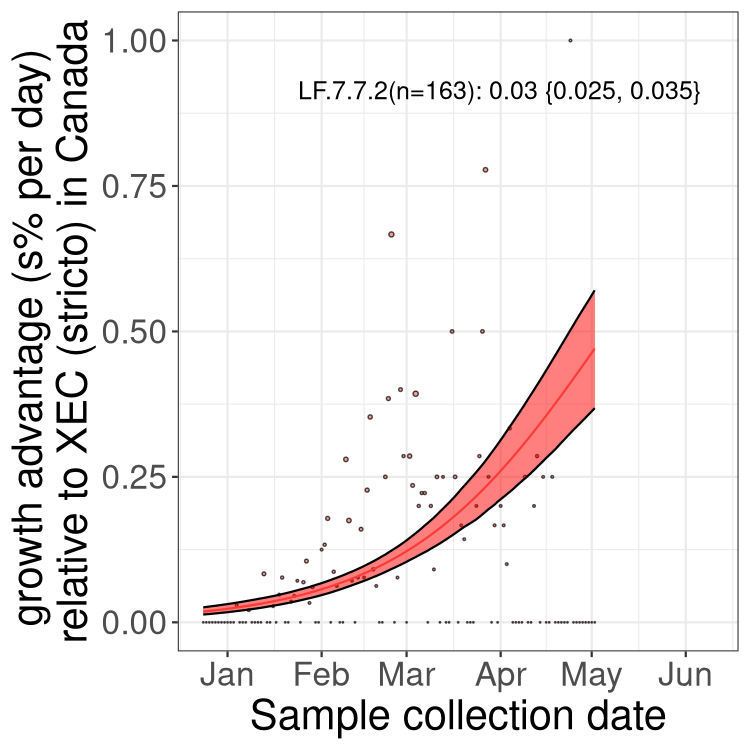 growth advantage (s% per day)
relative to XEC (stricto) in Canada
1.00
0.75
0.50
0.25
0.00
LF.7.7.2(n=163): 0.03 {0.025, 0.035}
Jan Feb Mar Apr May Jun
Sample collection date